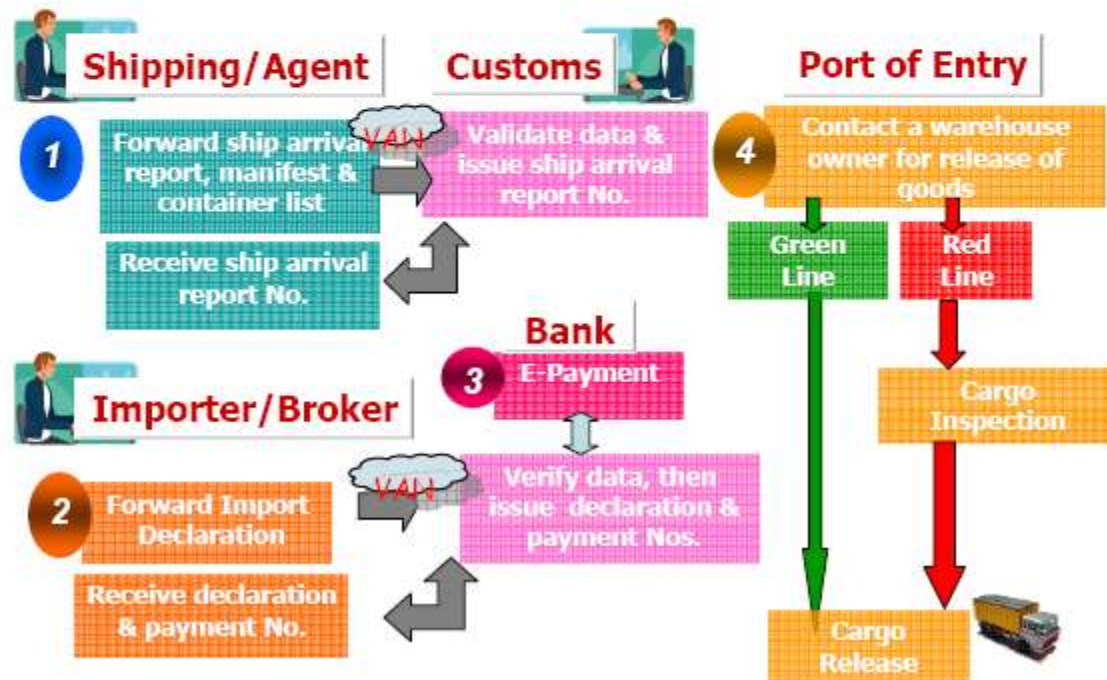 Shipping/Agent
Customs
Port of Entry
1
Forward ship arrival
report, manifest &
container list
VAN
Validate data &
issue ship arrival
report No.
Receive ship arrival
report No.
4
Contact a warehouse
owner for release of
goods
Green
Line
Red
Line
Cargo
Inspection
Cargo
Release
Bank
3
E-Payment
Importer/Broker
2
Forward Import
Declaration
VAN
Verify data, then
issue declaration &
payment Nos.
Receive declaration
& payment No.